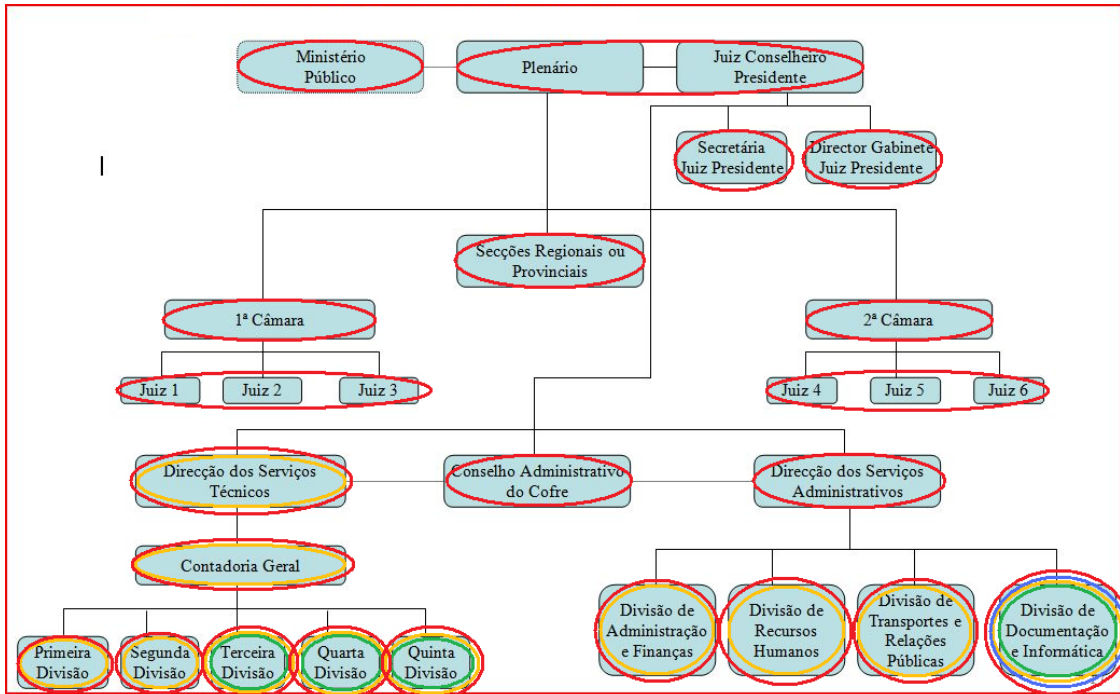 Ministério
Público
Plenário
Juiz Conselheiro
Presidente
Secretária
Juiz Presidente
Director Gabinete
Juiz Presidente
Secções Regionais ou
Provinciais
1ª Câmara
2ª Câmara
Juiz 1
Juiz 2
Juiz 3
Juiz 4
Juiz 5
Juiz 6
Direcção dos Serviços
Técnicos
Conselho Administrativo
do Cofre
Direcção dos Serviços
Administrativos
Contadoria Geral
Primeira
Divisão
Segunda
Divisão
Terceira
Divisão
Quarta
Divisão
Quinta
Divisão
Divisão de
Administração
e Finanças
Divisão de
Recursos
Humanos
Divisão de
Transportes e
Relações
Públicas
Divisão de
Documentação
e Informática